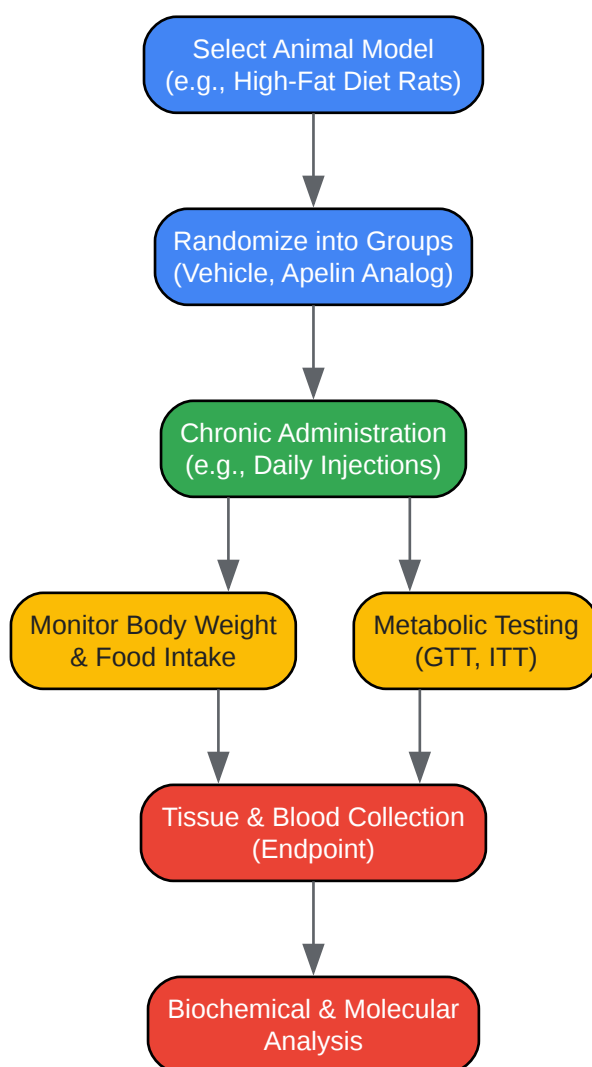 Select Animal Model
(e.g., High-Fat Diet Rats)
Randomize into Groups
(Vehicle, Apelin Analog)
Chronic Administration
(e.g., Daily Injections)
Monitor Body Weight
& Food Intake
Metabolic Testing
(GTT, ITT)
Tissue & Blood Collection
(Endpoint)
Biochemical & Molecular
Analysis